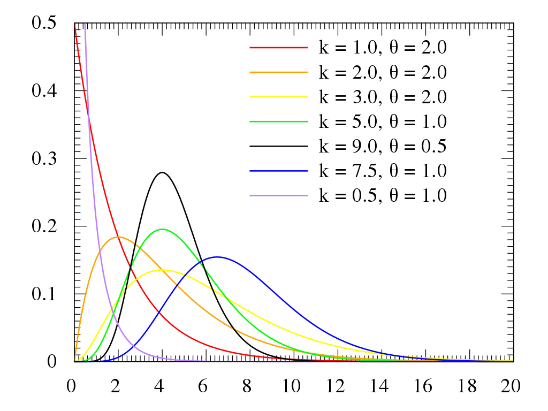 0.5
0.4
0.3
0.2
0.1
0
k = 1.0, θ = 2.0
k = 2.0, θ = 2.0
k = 3.0, θ = 2.0
k = 5.0, θ = 1.0
k = 9.0, θ = 0.5
k = 7.5, θ = 1.0
k = 0.5, θ = 1.0
0 2 4 6 8 10 12 14 16 18 20